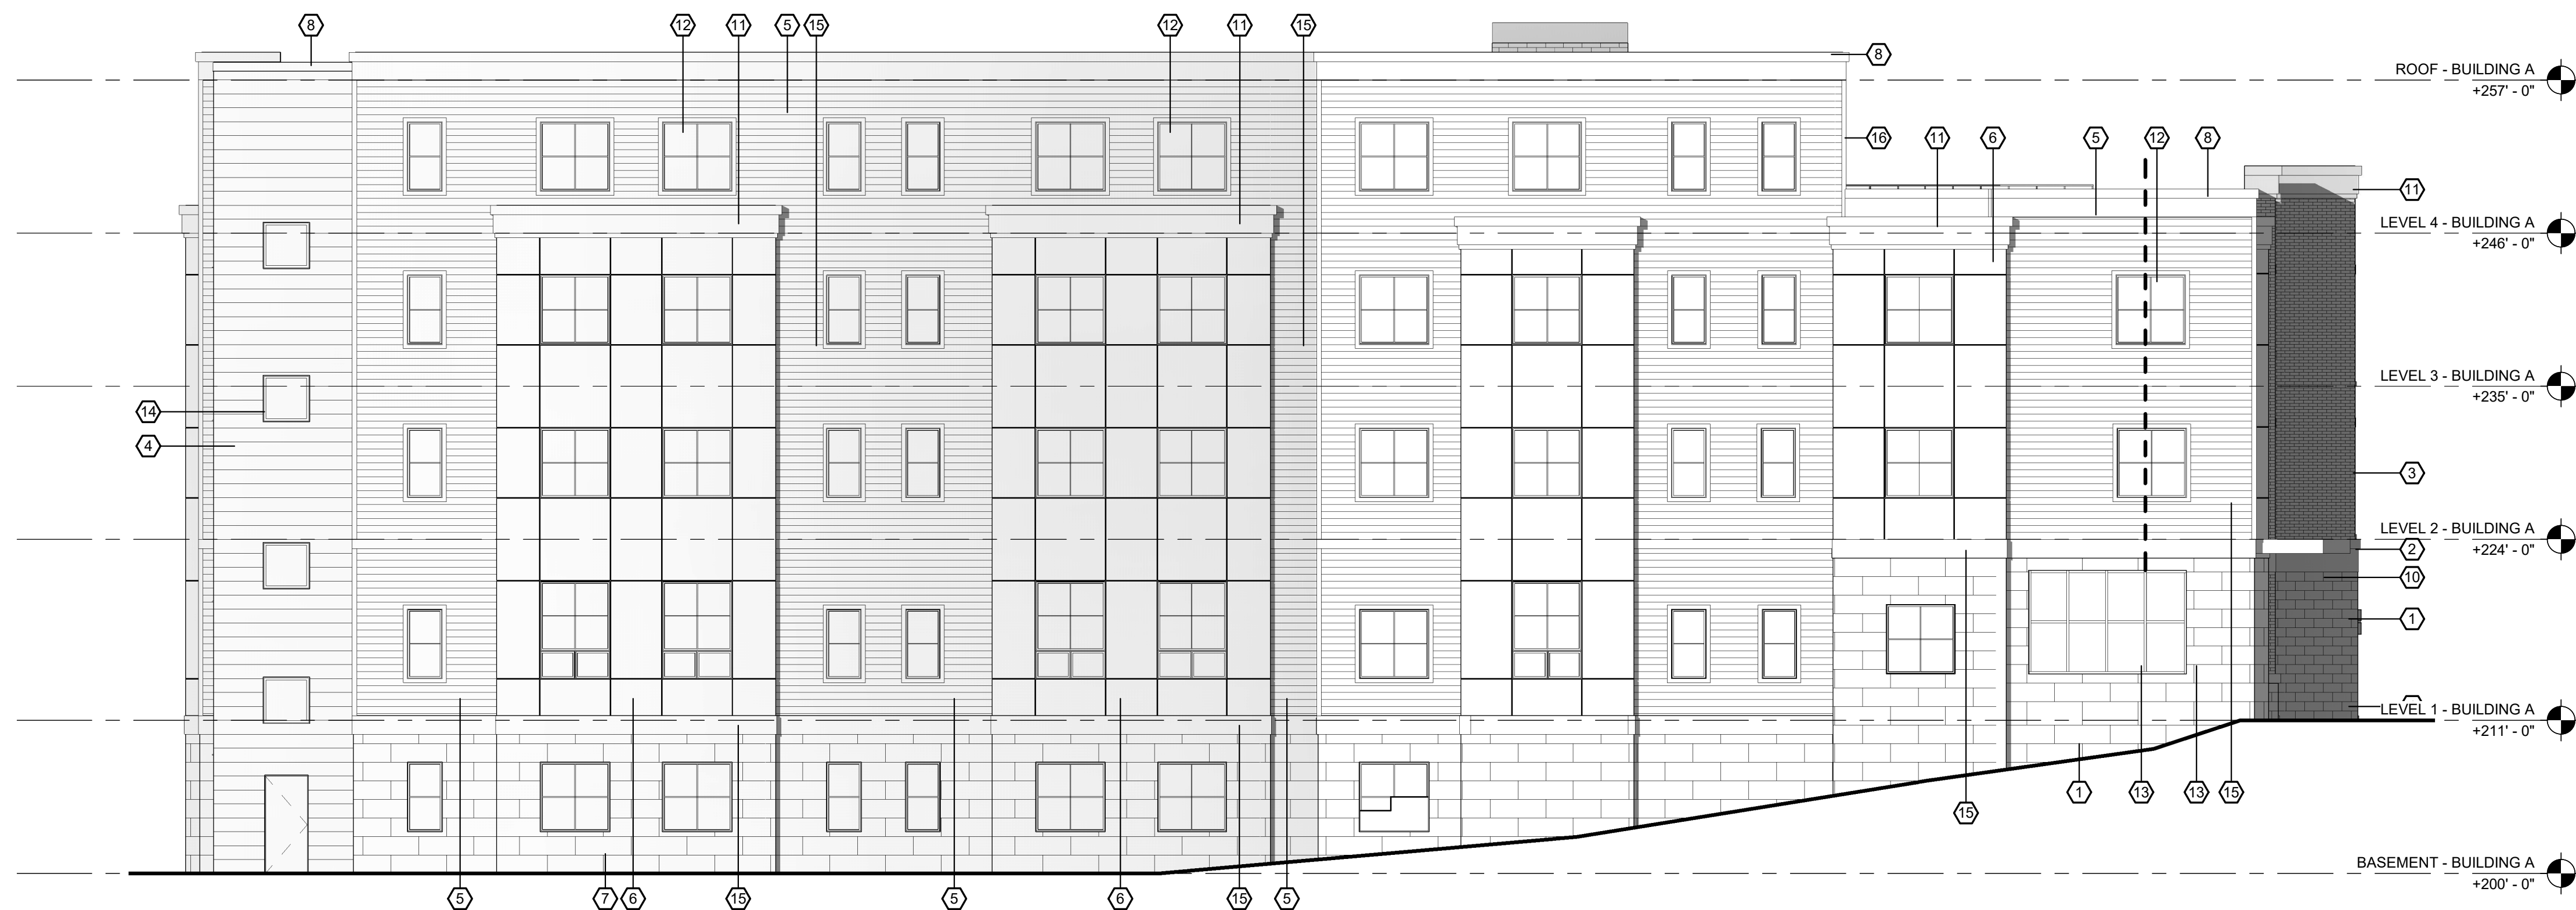 8
12
11
5
15
12
11
15
8
ROOF - BUILDING A
+257' - 0"
16
11
6
5
12
8
11
LEVEL 4 - BUILDING A
+246' - 0"
LEVEL 3 - BUILDING A
+235' - 0"
14
4
3
LEVEL 2 - BUILDING A
+224' - 0"
2
10
1
LEVEL 1 - BUILDING A
+211' - 0"
1
13
13
15
15
BASEMENT - BUILDING A
+200' - 0"
5
7
6
15
5
6
15
5